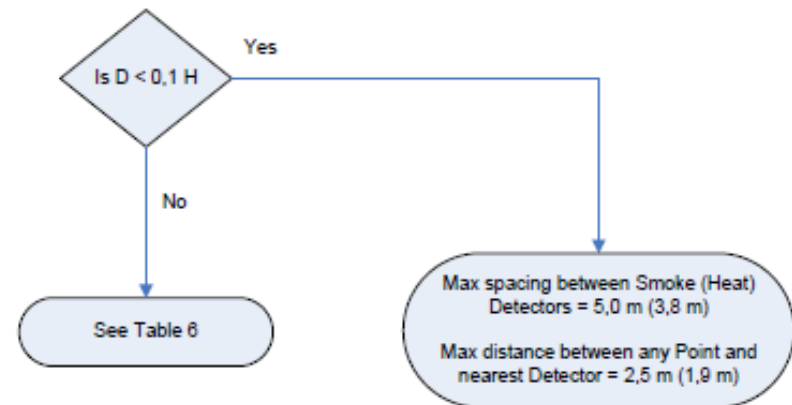 Yes
Is D < 0,1 H
No
See Table 6
Max spacing between Smoke (Heat)
Detectors = 5,0 m (3,8 m)
Max distance between any Point and
nearest Detector = 2,5 m (1,9 m)